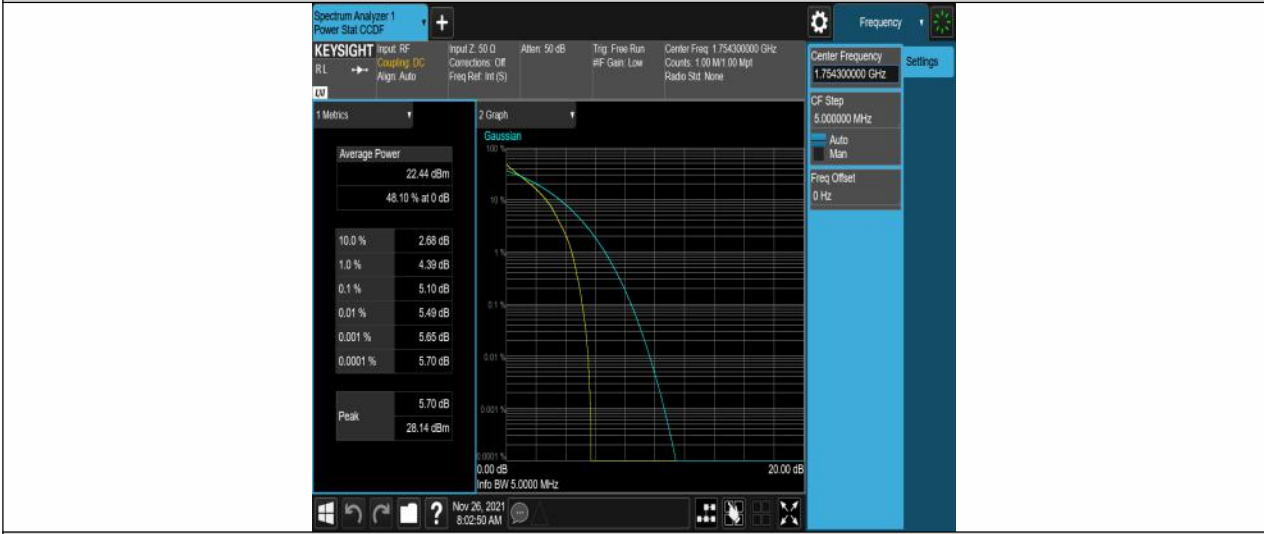 Spectrum Analyzer 1
Power Stat CCDF
+
Frequency
KEYSIGHT
Input: RF
Coupling: DC
Align: Auto
RL
LV
Input Z: 50 Ω
Corrections: Off
Freq Ref: Int (S)
Atten: 50 dB
Trig: Free Run
#IF Gain: Low
Center Freq: 1.754300000 GHz
Counts: 1.00 M/1.00 Mpt
Radio Std: None
Center Frequency
1.754300000 GHz
Settings
CF Step
5.000000 MHz
Auto
Man
Freq Offset
0 Hz
1 Metrics
Average Power
22.44 dBm
48.10 % at 0 dB
10.0 % 2.68 dB
1.0 % 4.39 dB
0.1 % 5.10 dB
0.01 % 5.49 dB
0.001 % 5.65 dB
0.0001 % 5.70 dB
Peak
5.70 dB
28.14 dBm
2 Graph
Gaussian
100 %
10 %
1 %
0.1 %
0.01 %
0.001 %
0.0001 %
0.00 dB 20.00 dB
Info BW 5.0000 MHz
?
Nov 26, 2021
8:02:50 AM